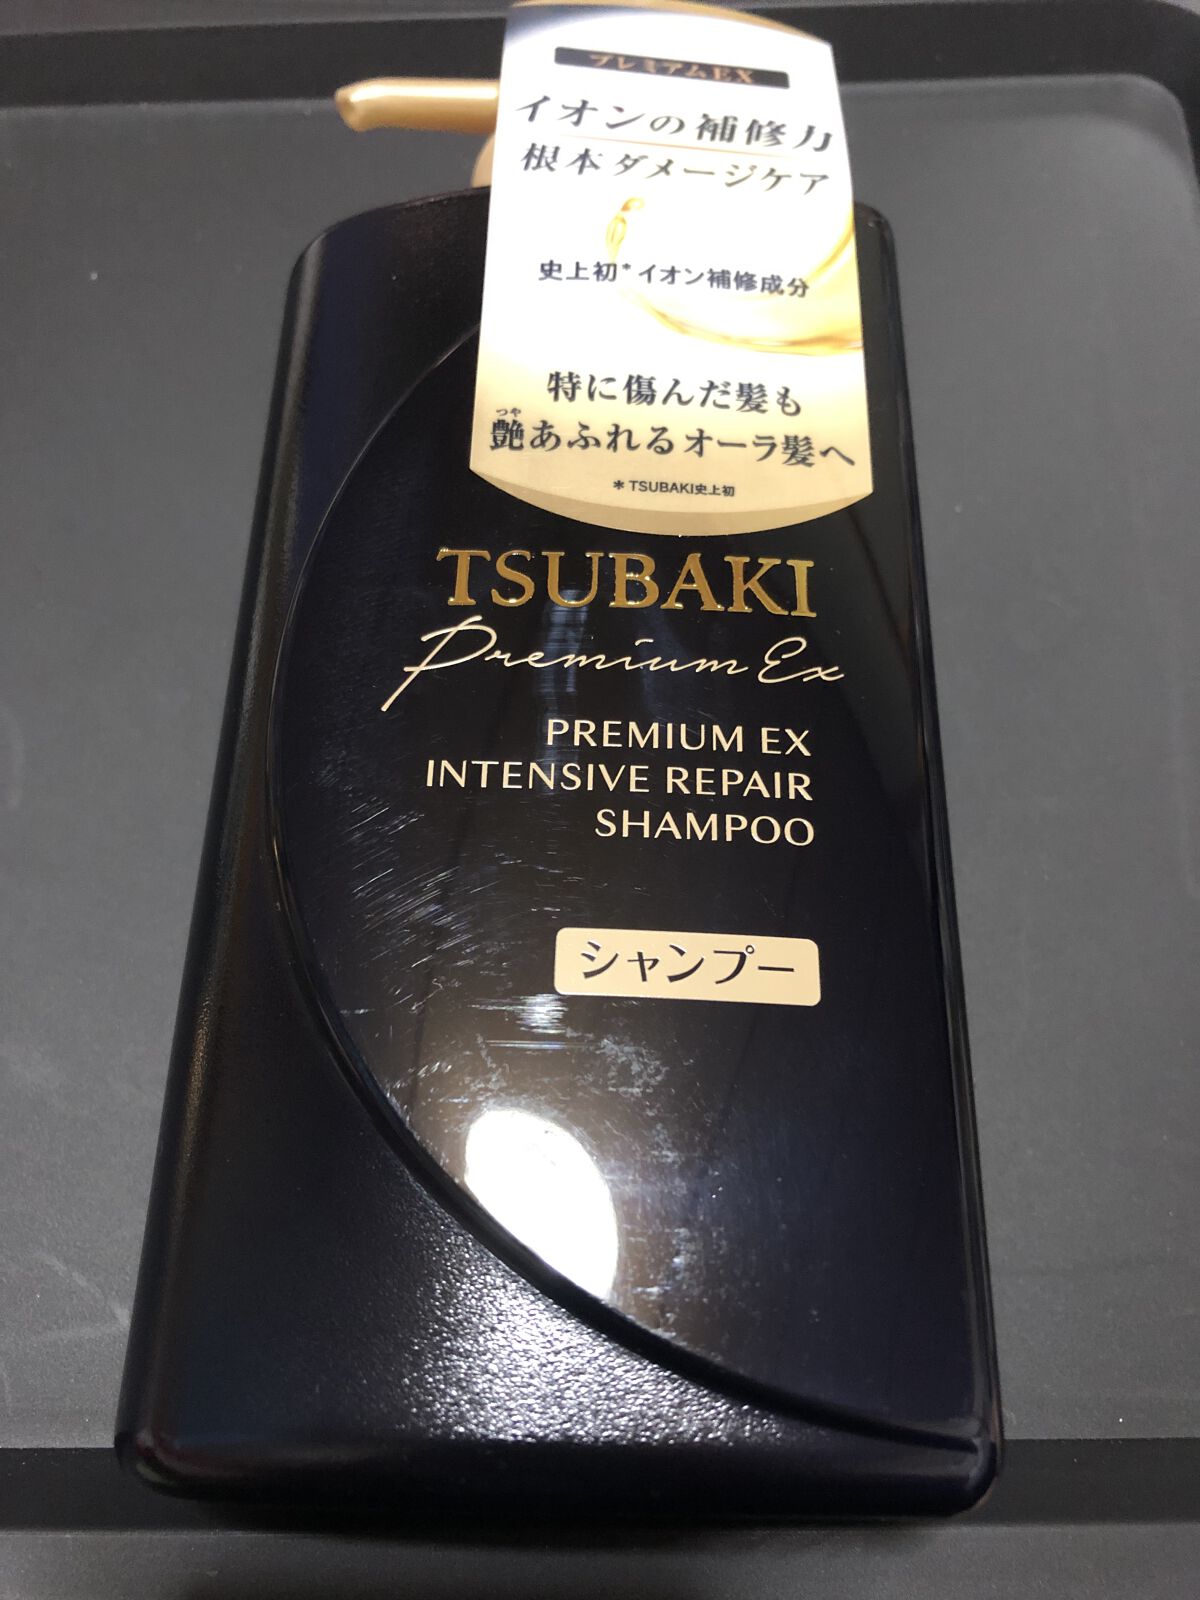 プレミアムEX
イオンの補修力
根本ダメージケア
史上初*イオン補修成分
特に傷んだ髪も
つや
艶あふれるオーラ髪へ
*TSUBAKI史上初
TSUBAKI
Premium Ex
PREMIUM EX
INTENSIVE REPAIR
SHAMPOO
シャンプー